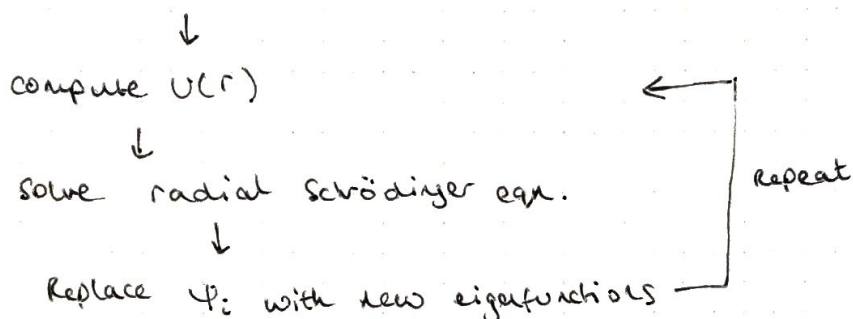 ↓
compute U(r)
↓
solve radial Schrödinger eqn.
repeat
↓
Replace Ψi with new eigenfunctions